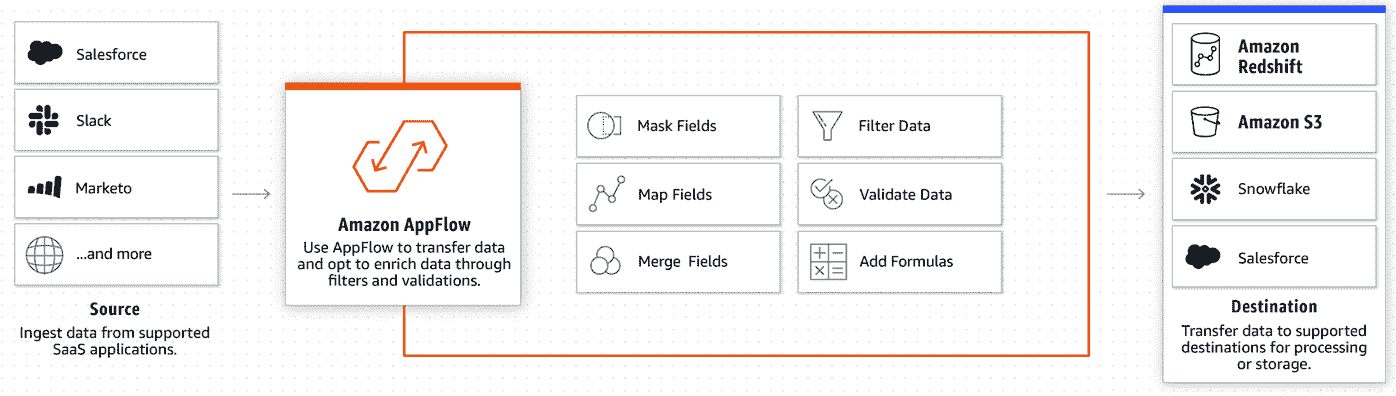 Salesforce
Slack
Marketo
...and more
Source
Ingest data from supported
SaaS applications.
Amazon AppFlow
Use AppFlow to transfer data
and opt to enrich data through
filters and validations.
Mask Fields
Filter Data
Map Fields
Validate Data
Merge Fields
Add Formulas
Amazon
Redshift
Amazon S3
Snowflake
Salesforce
Destination
Transfer data to supported
destinations for processing
or storage.